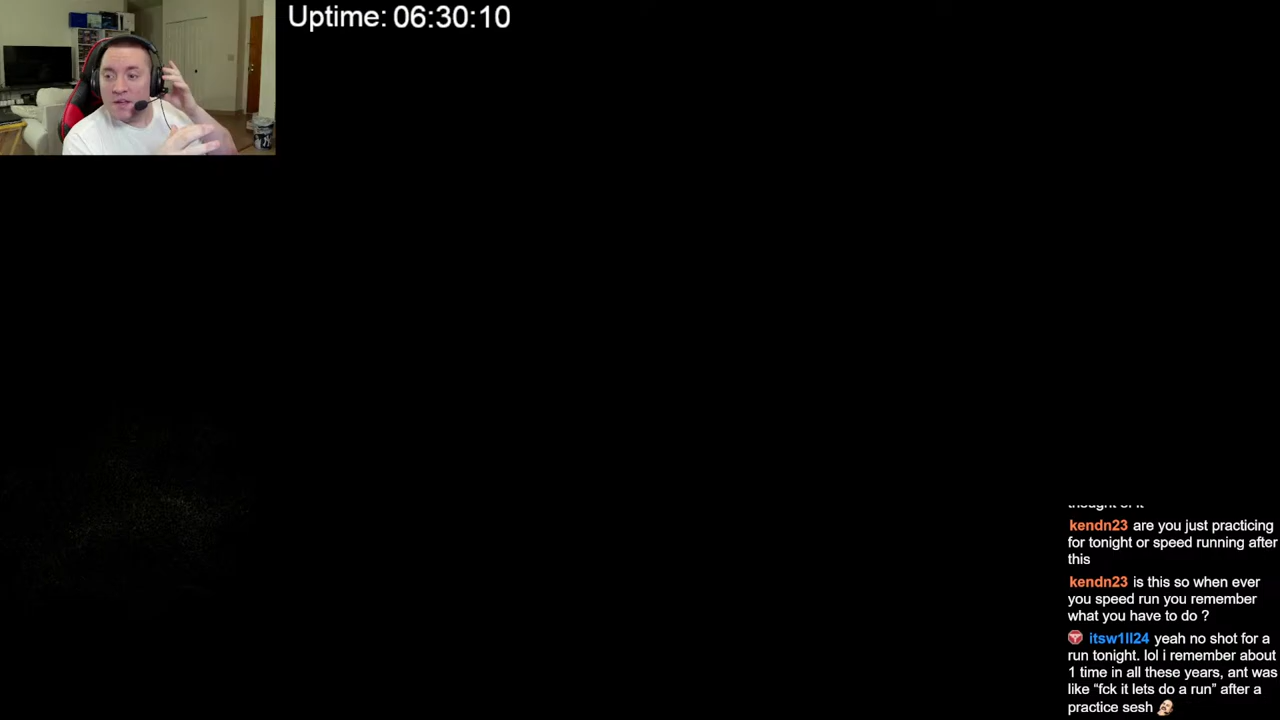 Uptime: 06:30:10
thought of it
kendn23 are you just practicing
for tonight or speed running after
this
kendn23 is this so when ever
you speed run you remember
what you have to do ?
itsw1ll24 yeah no shot for a
run tonight. lol i remember about
1 time in all these years, ant was
like “fck it lets do a run” after a
practice sesh